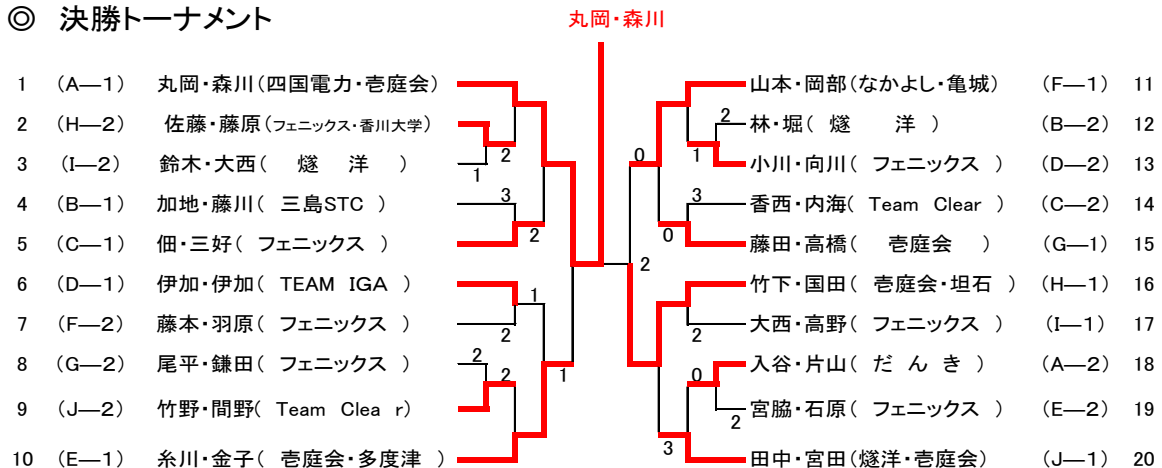 ◎ 決勝トーナメント
丸岡・森川
1 (A―1) 丸岡・森川(四国電力・壱庭会)
2 (H―2) 佐藤・藤原(フェニックス・香川大学)
2
3 (I―2) 鈴木・大西( 燧 洋 )
1
4 (B―1) 加地・藤川( 三島STC )
3
2
5 (C―1) 佃・三好( フェニックス )
6 (D―1) 伊加・伊加( TEAM IGA )
1
7 (F―2) 藤本・羽原( フェニックス )
2
8 (G―2) 尾平・鎌田( フェニックス )
2
2
1
9 (J―2) 竹野・間野( Team Clea r)
10 (E―1) 糸川・金子( 壱庭会・多度津 )
山本・岡部(なかよし・亀城) (F―1) 11
2
林・堀( 燧 洋 ) (B―2) 12
0
1
小川・向川( フェニックス ) (D―2) 13
3
香西・内海( Team Clear ) (C―2) 14
0
藤田・高橋( 壱庭会 ) (G―1) 15
2
竹下・国田( 壱庭会・坦石 ) (H―1) 16
2
大西・高野( フェニックス ) (I―1) 17
入谷・片山( だ ん き ) (A―2) 18
0
2
宮脇・石原( フェニックス ) (E―2) 19
3
田中・宮田(燧洋・壱庭会) (J―1) 20